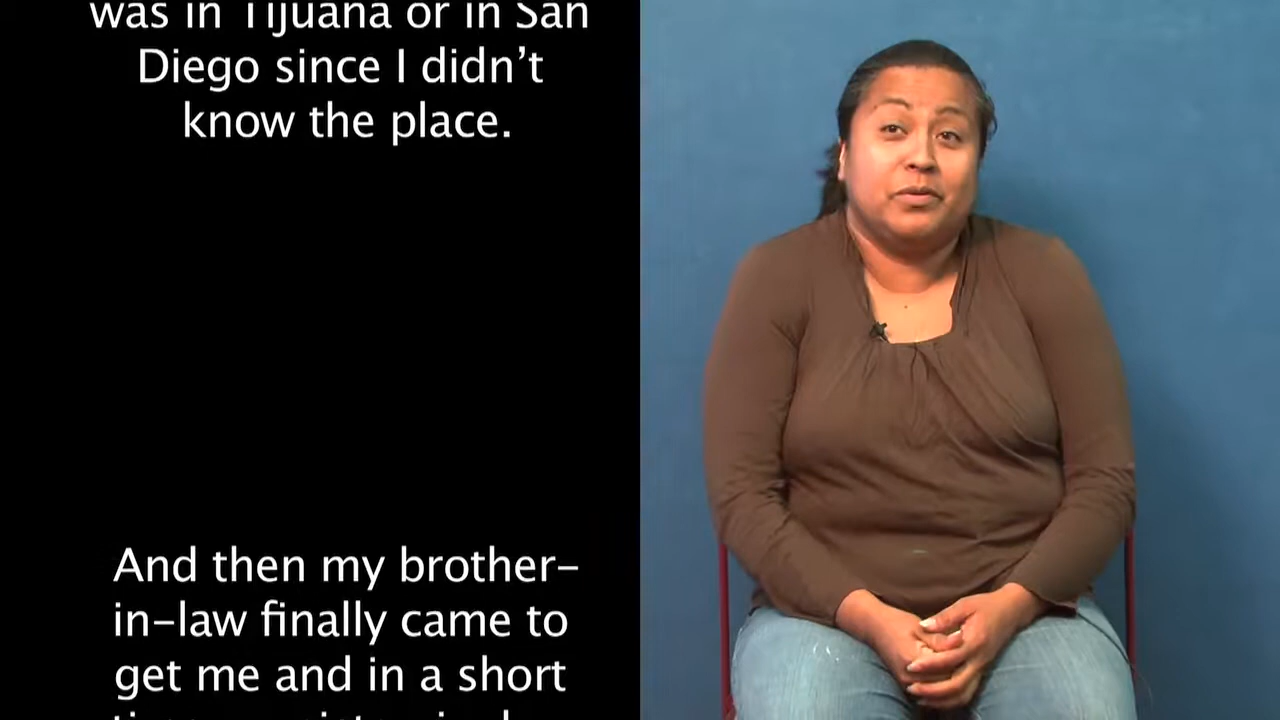 was in Tijuana or in San
Diego since I didn't
know the place.
And then my brother-
in-law finally came to
get me and in a short